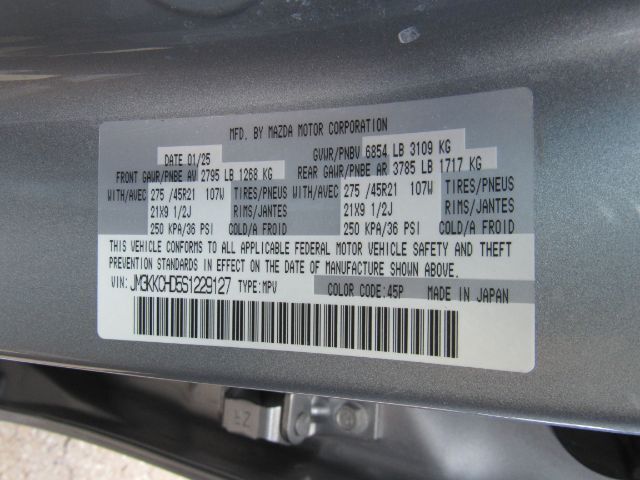 MFD. BY MAZDA MOTOR CORPORATION
DATE 01/25 GVWR/PNBV 6854 LB 3109 KG
FRONT GAWR/PNBE AV 2795 LB 1268 KG REAR GAWR/PNBE AR 3785 LB 1717 KG
WITH/AVEC 275 /45R21 107W TIRES/PNEUS WITH/AVEC 275 /45R21 107W TIRES/PNEUS
21X9 1/2J RIMS/JANTES 21X9 1/2J RIMS/JANTES
250 KPA/36 PSI COLD/A FROID 250 KPA/36 PSI COLD/A FROID
THIS VEHICLE CONFORMS TO ALL APPLICABLE FEDERAL MOTOR VEHICLE SAFETY AND THEFT
PREVENTION STANDARDS IN EFFECT ON THE DATE OF MANUFACTURE SHOWN ABOVE.
VIN: JM3KKCHD5S1229127 TYPE: MPV COLOR CODE: 45P MADE IN JAPAN